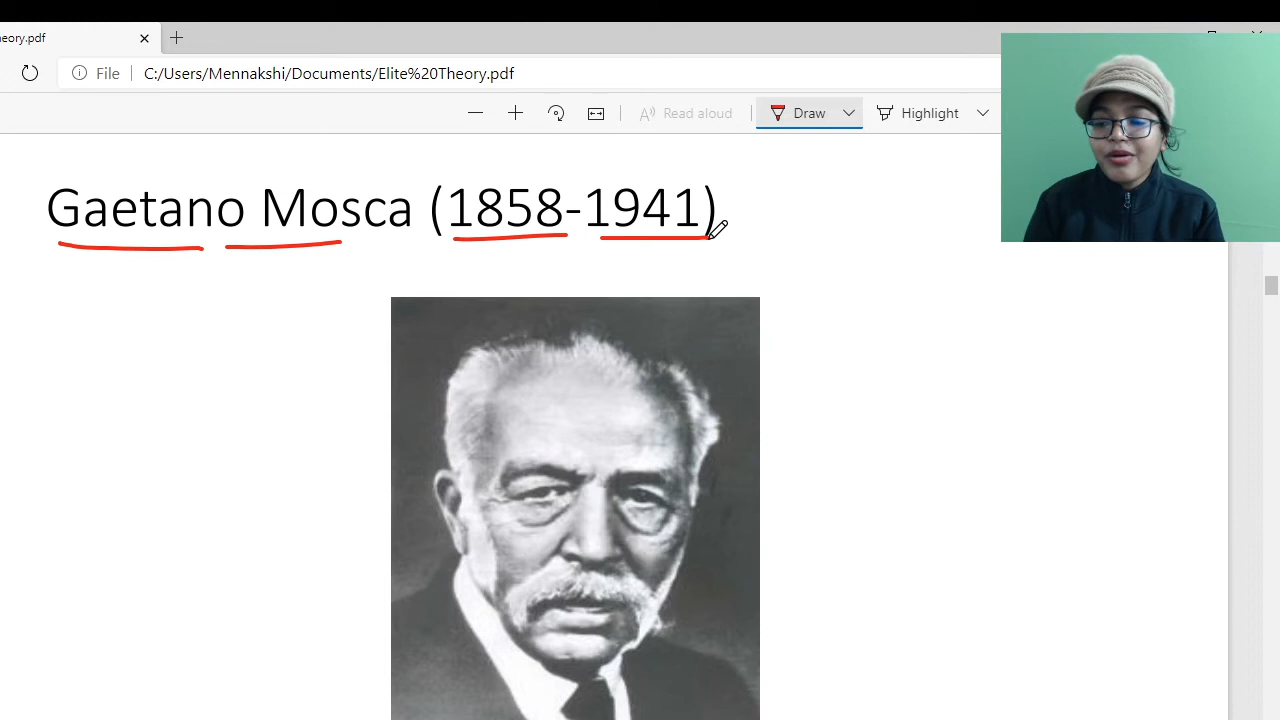 eory.pdf
File C:/Users/Mennakshi/Documents/Elite%20Theory.pdf
Read aloud Draw Highlight
Gaetano Mosca (1858-1941)